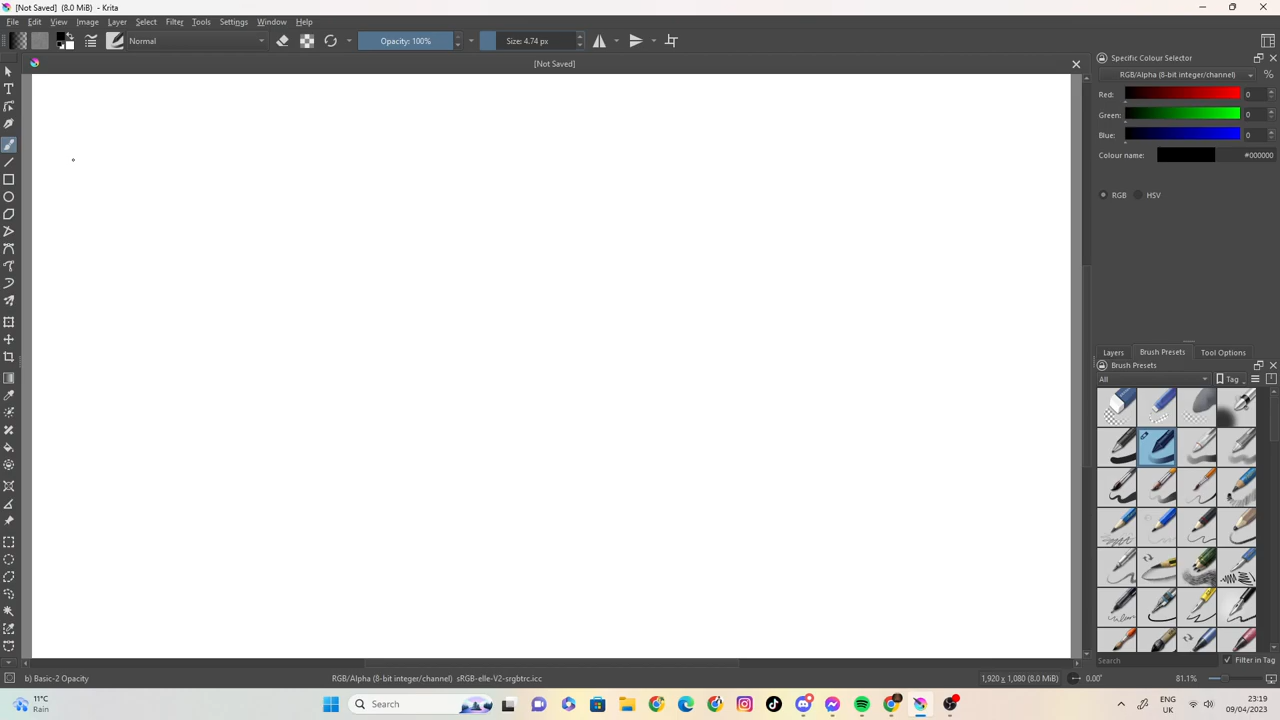 [Not Saved] (8.0 MiB) - Krita
File Edit View Image Layer Select Filter Tools Settings Window Help
Normal Opacity: 100% Size: 4.74 px
[Not Saved]
Specific Colour Selector
RGB/Alpha (8-bit integer/channel) %
Red: 0
Green: 0
Blue: 0
Colour name: #000000
RGB HSV
Layers Brush Presets Tool Options
Brush Presets
All Tag
Search Filter in Tag
b) Basic-2 Opacity RGB/Alpha (8-bit integer/channel) sRGB-elle-V2-srgbtrc.icc 1,920 x 1,080 (8.0 MiB) 0.00° 81.1%
11°C
Rain
Search
ENG
UK
23:19
09/04/2023